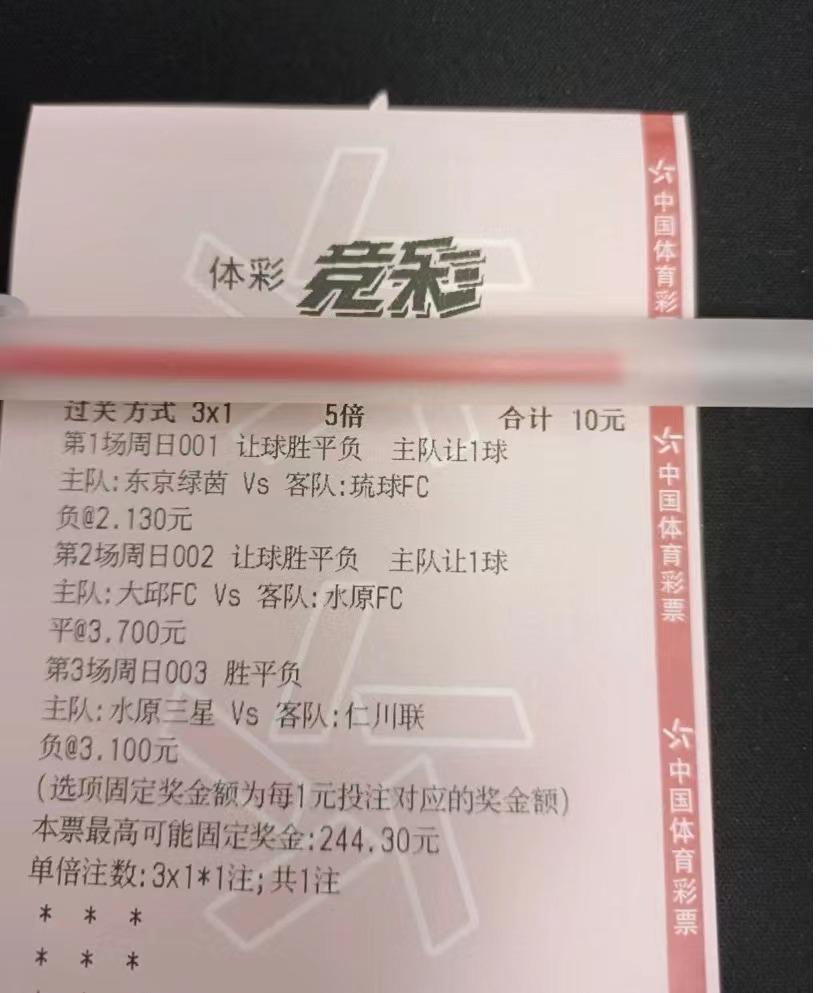 体彩 竞彩
过关方式 3x1 5倍 合计 10元
第1场周日001 让球胜平负 主队让1球
主队:东京绿茵 Vs 客队:琉球FC
负@2.130元
第2场周日002 让球胜平负 主队让1球
主队:大邱FC Vs 客队:水原FC
平@3.700元
第3场周日003 胜平负
主队:水原三星 Vs 客队:仁川联
负@3.100元
(选项固定奖金额为每1元投注对应的奖金额)
本票最高可能固定奖金:244.30元
单倍注数:3x1*1注;共1注
* * *
* * *
中国体育彩
中国体育彩票
中国体育彩票